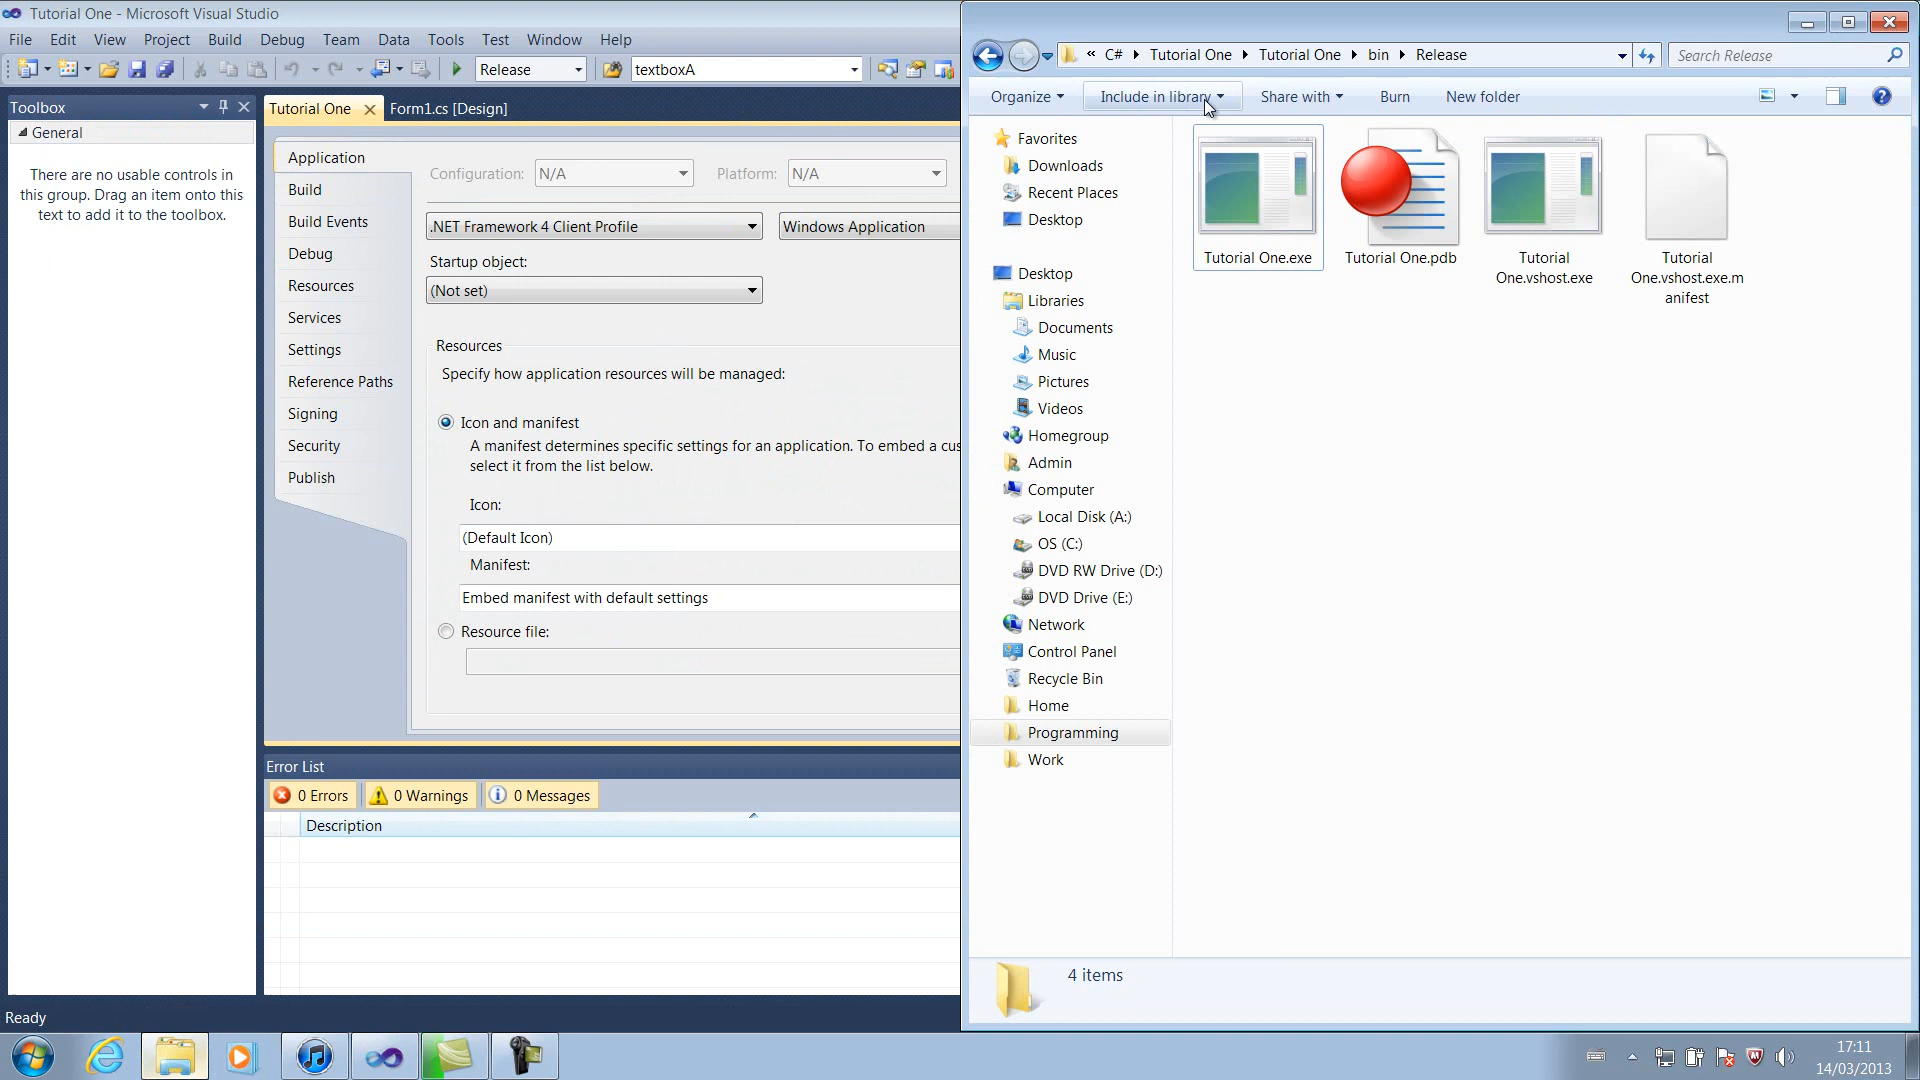 Tutorial One - Microsoft Visual Studio
File Edit View Project Build Debug Team Data Tools Test Window Help
Release textboxA
Toolbox
General
There are no usable controls in
this group. Drag an item onto this
text to add it to the toolbox.
Tutorial One Form1.cs [Design]
Application
Build
Build Events
Debug
Resources
Services
Settings
Reference Paths
Signing
Security
Publish
Configuration: N/A Platform: N/A
.NET Framework 4 Client Profile Windows Application
Startup object:
(Not set)
Resources
Specify how application resources will be managed:
Icon and manifest
A manifest determines specific settings for an application. To embed a cus
select it from the list below.
Icon:
(Default Icon)
Manifest:
Embed manifest with default settings
Resource file:
Error List
0 Errors 0 Warnings 0 Messages
Description
Ready
« C# Tutorial One Tutorial One bin Release Search Release
Organize Include in library Share with Burn New folder
Favorites
Downloads
Recent Places
Desktop
Desktop
Libraries
Documents
Music
Pictures
Videos
Homegroup
Admin
Computer
Local Disk (A:)
OS (C:)
DVD RW Drive (D:)
DVD Drive (E:)
Network
Control Panel
Recycle Bin
Home
Programming
Work
Tutorial One.exe
Tutorial One.pdb
Tutorial
One.vshost.exe
Tutorial
One.vshost.exe.m
anifest
4 items
17:11
14/03/2013